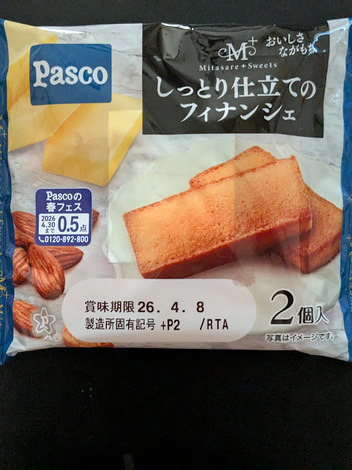 Pasco
M+
Mitasare+Sweets
おいしさ
ながもち
しっとり仕立ての
フィナンシェ
Pascoの
春フェス
2026
4.30
まで
0.5点
0120-892-800
賞味期限 26. 4. 8
製造所固有記号 +P2 /RTA
2個入
写真はイメージです。